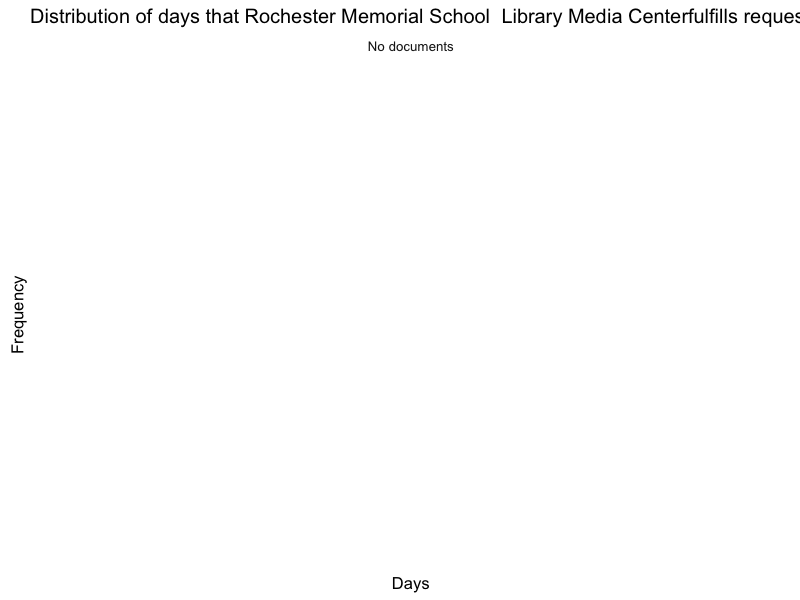 Distribution of days that Rochester Memorial School  Library Media Centerfulfills reques
No documents
Frequency
Days